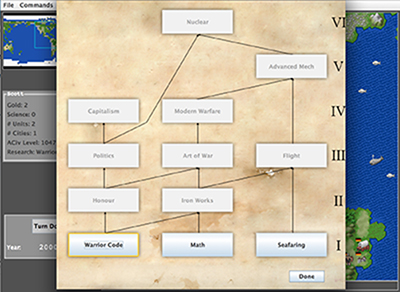 File Commands
Scott
Gold: 2
Science: 0
# Units: 2
# Cities: 1
ACiv Level: 1047
Research: Warrior
Turn Do
Year: 2000
Nuclear
VI
Advanced Mech
V
Capitalism
Modern Warfare
IV
Politics
Art of War
Flight
III
Honour
Iron Works
II
Warrior Code
Math
Seafaring
I
Done